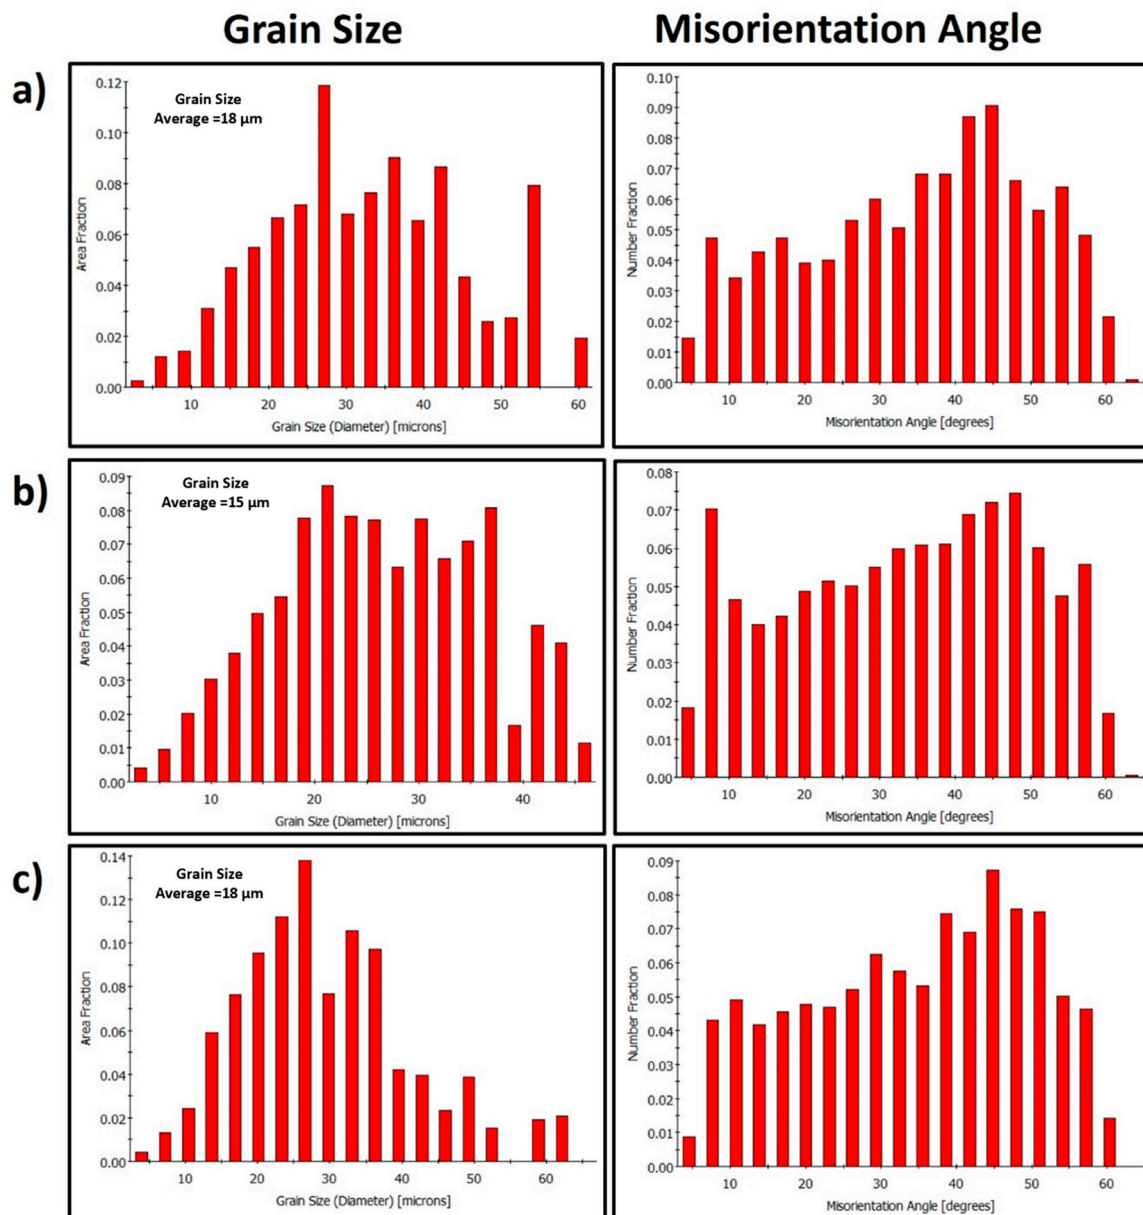 Grain Size
Misorientation Angle
a)
Grain Size
Average =18 µm
Area Fraction
0.12
0.10
0.08
0.06
0.04
0.02
0.00
10 20 30 40 50 60
Grain Size (Diameter) [microns]
Number Fraction
0.10
0.09
0.08
0.07
0.06
0.05
0.04
0.03
0.02
0.01
0.00
10 20 30 40 50 60
Misorientation Angle [degrees]
b)
Grain Size
Average =15 µm
Area Fraction
0.09
0.08
0.07
0.06
0.05
0.04
0.03
0.02
0.01
0.00
10 20 30 40
Grain Size (Diameter) [microns]
Number Fraction
0.08
0.07
0.06
0.05
0.04
0.03
0.02
0.01
0.00
10 20 30 40 50 60
Misorientation Angle [degrees]
c)
Grain Size
Average =18 µm
Area Fraction
0.14
0.12
0.10
0.08
0.06
0.04
0.02
0.00
10 20 30 40 50 60
Grain Size (Diameter) [microns]
Number Fraction
0.09
0.08
0.07
0.06
0.05
0.04
0.03
0.02
0.01
0.00
10 20 30 40 50 60
Misorientation Angle [degrees]